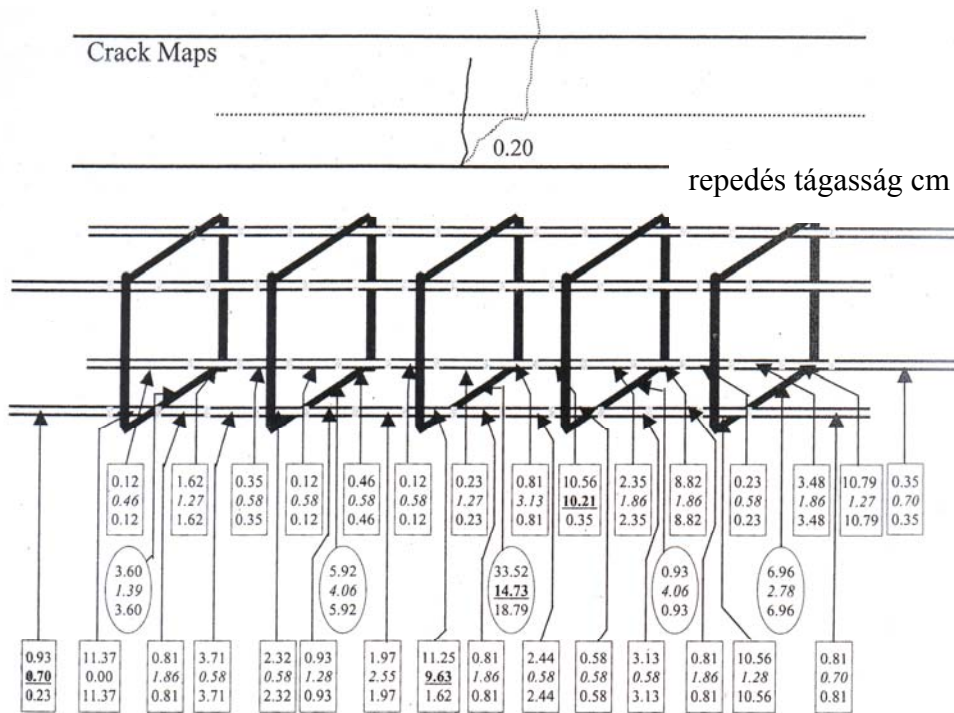 Crack Maps
0.20
repedés tágasság cm
0.12 1.62 0.35 0.12 0.46 0.12 0.23 0.81 10.56 2.35 8.82 0.23 3.48 10.79 0.35
0.46 1.27 0.58 0.58 0.58 0.58 1.27 3.13 10.21 1.86 1.86 0.58 1.86 1.27 0.70
0.12 1.62 0.35 0.12 0.46 0.12 0.23 0.81 0.35 2.35 8.82 0.23 3.48 10.79 0.35
3.60 5.92 33.52 0.93 6.96
1.39 4.06 14.73 4.06 2.78
3.60 5.92 18.79 0.93 6.96
0.93 11.37 0.81 3.71 2.32 0.93 1.97 11.25 0.81 2.44 0.58 3.13 0.81 10.56 0.81
0.70 0.00 1.86 0.58 0.58 1.28 2.55 9.63 1.86 0.58 0.58 0.58 1.86 1.28 0.70
0.23 11.37 0.81 3.71 2.32 0.93 1.97 1.62 0.81 2.44 0.58 3.13 0.81 10.56 0.81